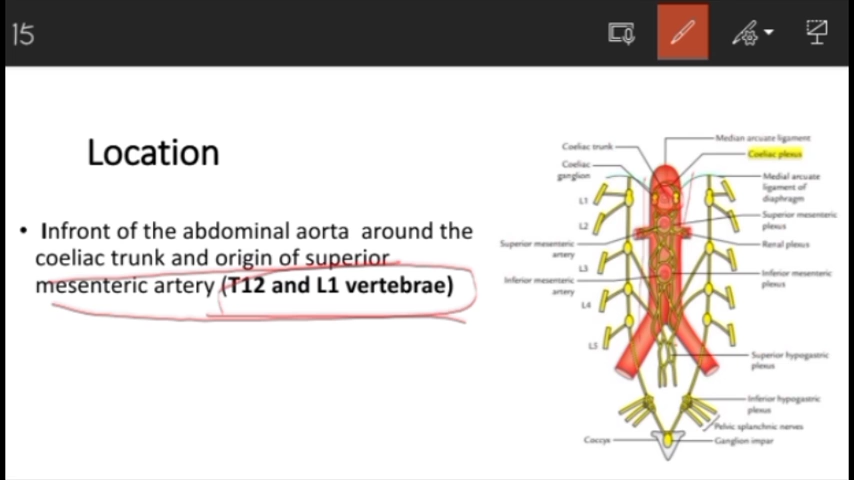 15
Location
• Infront of the abdominal aorta around the
coeliac trunk and origin of superior
mesenteric artery (T12 and L1 vertebrae)
Median arcuate ligament
Coeliac trunk
Coeliac plexus
Coeliac
ganglion
Medial arcuate
ligament of
diaphragm
L1
Superior mesenteric
plexus
L2
Superior mesenteric
artery
Renal plexus
L3
Inferior mesenteric
artery
Inferior mesenteric
plexus
L4
L5
Superior hypogastric
plexus
Inferior hypogastric
plexus
Pelvic splanchnic nerves
Coccyx
Ganglion impar